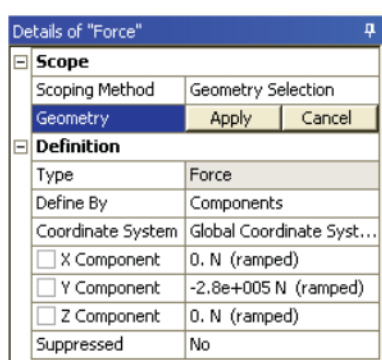 Details of "Force"
Scope
Scoping Method Geometry Selection
Geometry Apply Cancel
Definition
Type Force
Define By Components
Coordinate System Global Coordinate Syst...
X Component 0. N (ramped)
Y Component -2.8e+005 N (ramped)
Z Component 0. N (ramped)
Suppressed No